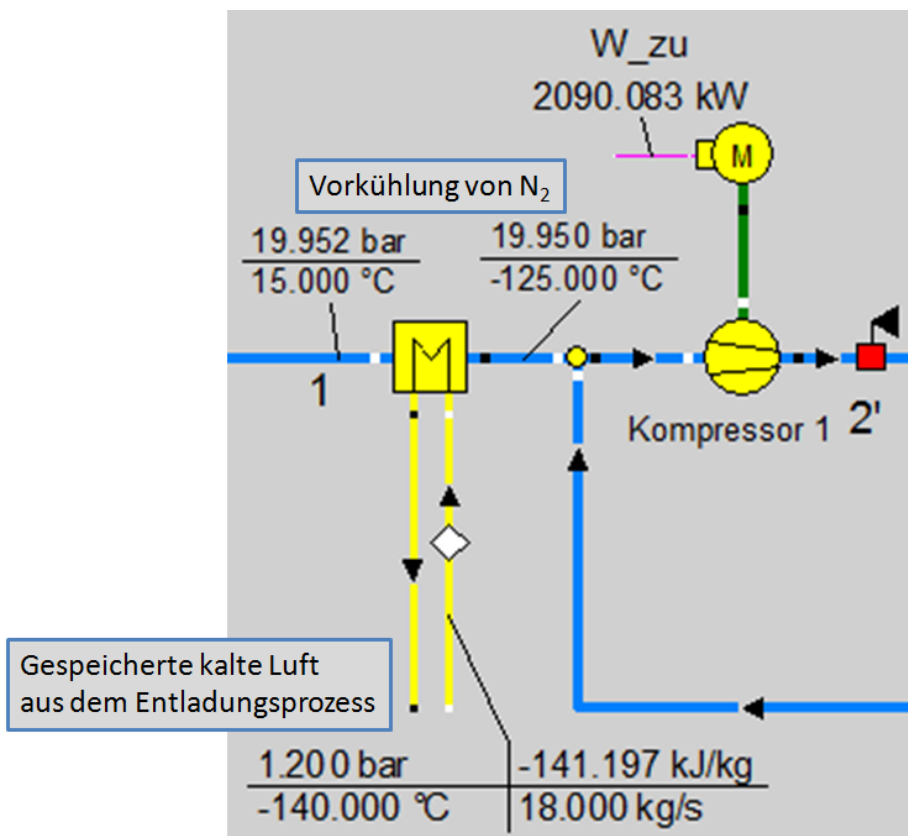 W_zu
2090.083 kW
M
Vorkühlung von N₂
19.952 bar
15.000 °C
19.950 bar
-125.000 °C
1
Kompressor 1
2'
Gespeicherte kalte Luft
aus dem Entladungsprozess
1.200 bar
-141.197 kJ/kg
-140.000 °C
18.000 kg/s